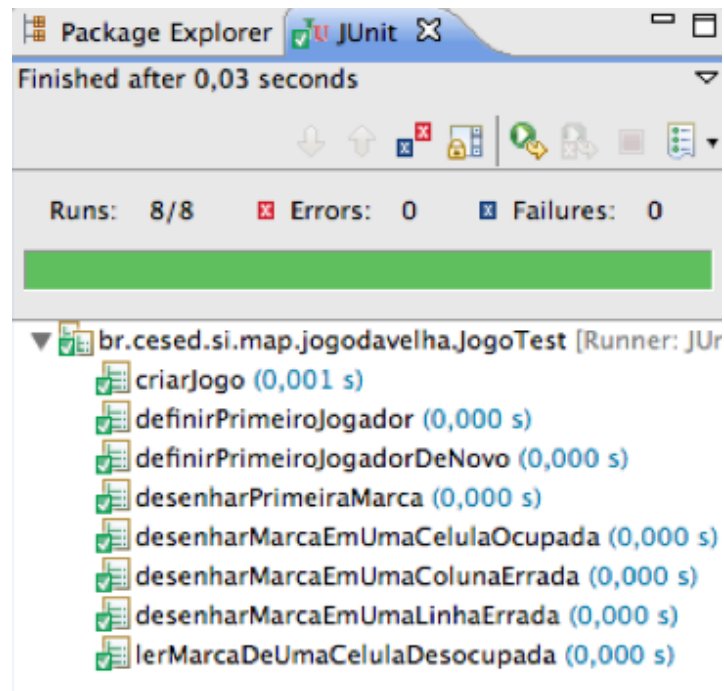 Package Explorer JUnit
Finished after 0,03 seconds
Runs: 8/8 Errors: 0 Failures: 0
br.cesed.si.map.jogodavelha.JogoTest [Runner: JUn
criarJogo (0,001 s)
definirPrimeiroJogador (0,000 s)
definirPrimeiroJogadorDeNovo (0,000 s)
desenharPrimeiraMarca (0,000 s)
desenharMarcaEmUmaCelulaOcupada (0,000 s)
desenharMarcaEmUmaColunaErrada (0,000 s)
desenharMarcaEmUmaLinhaErrada (0,000 s)
lerMarcaDeUmaCelulaDesocupada (0,000 s)